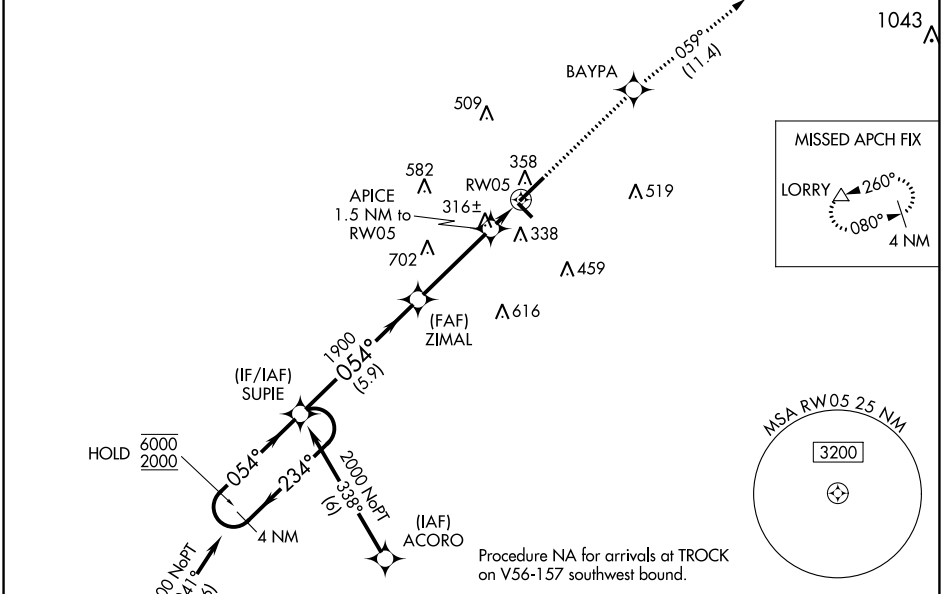 1043
059°
(11.4)
BAYPA
509
MISSED APCH FIX
LORRY
260°
080°
4 NM
582
358
RW05
519
APICE
1.5 NM to
RW05
316±
338
702
459
616
(FAF)
ZIMAL
1900
054°
(5.9)
(IF/IAF)
SUPIE
HOLD
6000
2000
054°
234°
4 NM
2000 NoPT
338°
(6)
(IAF)
ACORO
MSA RW05 25 NM
3200
Procedure NA for arrivals at TROCK
on V56-157 southwest bound.
NoPT